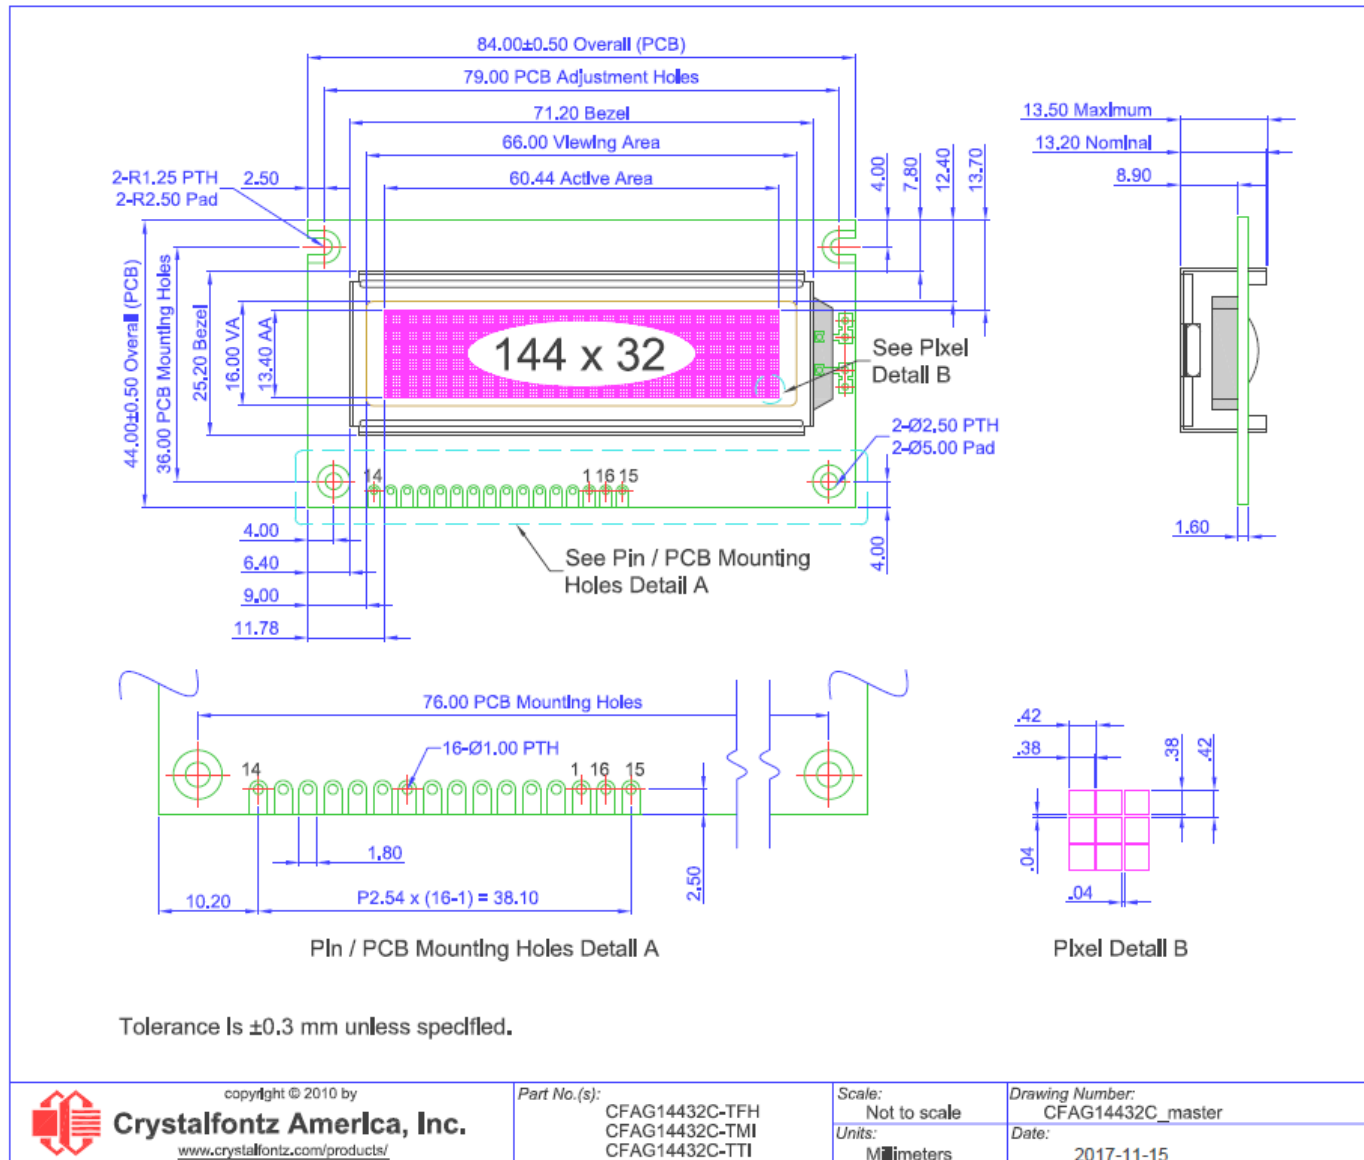 84.00±0.50 Overall (PCB)
79.00 PCB Adjustment Holes
71.20 Bezel
66.00 Viewing Area
60.44 Active Area
2-R1.25 PTH
2-R2.50 Pad
2.50
4.00
7.80
12.40
13.70
13.50 Maximum
13.20 Nominal
8.90
44.00±0.50 Overall (PCB)
36.00 PCB Mounting Holes
25.20 Bezel
16.00 VA
13.40 AA
144 x 32
See Pixel
Detail B
2-Ø2.50 PTH
2-Ø5.00 Pad
14
1 16 15
4.00
6.40
9.00
11.78
See Pin / PCB Mounting
Holes Detail A
4.00
1.60
76.00 PCB Mounting Holes
16-Ø1.00 PTH
14
1 16 15
1.80
2.50
10.20
P2.54 x (16-1) = 38.10
Pin / PCB Mounting Holes Detail A
.42
.38
.38
.42
.04
.04
Pixel Detail B
Tolerance is ±0.3 mm unless specified.
copyright © 2010 by
Crystalfontz America, Inc.
www.crystalfontz.com/products/
Part No.(s):
CFAG14432C-TFH
CFAG14432C-TMI
CFAG14432C-TTI
Scale:
Not to scale
Units:
Millimeters
Drawing Number:
CFAG14432C_master
Date:
2017-11-15